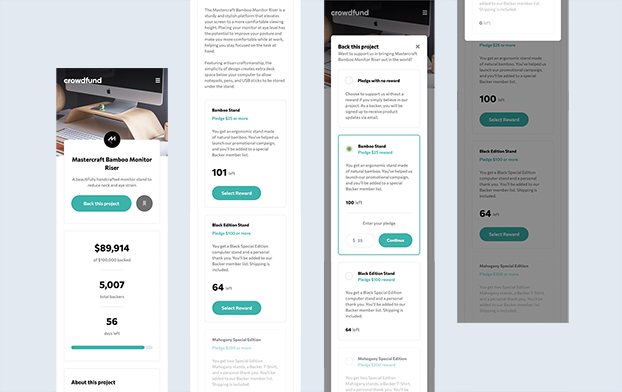 crowdfund
Mastercraft Bamboo Monitor
Riser
A beautifully handcrafted monitor stand to
reduce neck and eye strain.
Back this project
$89,914
of $100,000 backed
5,007
total backers
56
days left
About this project
The Mastercraft Bamboo Monitor Riser is a
sturdy and stylish platform that elevates
your screen to a more comfortable viewing
height. Placing your monitor at eye level has
the potential to improve your posture and
make you more comfortable while at work,
helping you stay focused on the task at
hand.
Featuring artisan craftsmanship, the
simplicity of design creates extra desk
space below your computer to allow
notepads, pens, and USB sticks to be stored
under the stand.
Bamboo Stand
Pledge $25 or more
You get an ergonomic stand made
of natural bamboo. You've helped us
launch our promotional campaign,
and you'll be added to a special
Backer member list.
101 left
Select Reward
Black Edition Stand
Pledge $100 or more
You get a Black Special Edition
computer stand and a personal
thank you. You'll be added to our
Backer member list. Shipping is
included.
64 left
Select Reward
Mahogany Special Edition
Pledge $200 or more
You get two Special Edition
Mahogany stands, a Backer T-Shirt,
and a personal thank you. You'll be
added to our Backer member list.
crowdfund
Back this project
Want to support us in bringing Mastercraft
Bamboo Monitor Riser out in the world?
Pledge with no reward
Choose to support us without a
reward if you simply believe in our
project. As a backer, you will be
signed up to receive product
updates via email.
Bamboo Stand
Pledge $25 reward
You get an ergonomic stand made
of natural bamboo. You've helped us
launch our promotional campaign,
and you'll be added to a special
Backer member list.
100 left
Enter your pledge
$ 25
Continue
Black Edition Stand
Pledge $100 reward
You get a Black Special Edition
computer stand and a personal
thank you. You'll be added to our
Backer member list. Shipping is
included.
64 left
Mahogany Special Edition
Pledge $200 reward
You get two Special Edition
Mahogany stands, a Backer T-Shirt,
included.
0 left
Pledge $25 or more
You get an ergonomic stand made
of natural bamboo. You've helped us
launch our promotional campaign,
and you'll be added to a special
Backer member list.
100 left
Select Reward
Black Edition Stand
Pledge $100 or more
You get a Black Special Edition
computer stand and a personal
thank you. You'll be added to our
Backer member list. Shipping is
included.
64 left
Select Reward
Mahogany Special Edition
Pledge $200 or more
You get two Special Edition
Mahogany stands, a Backer T-Shirt,
and a personal thank you. You'll be
added to our Backer member list.
Shipping is included.